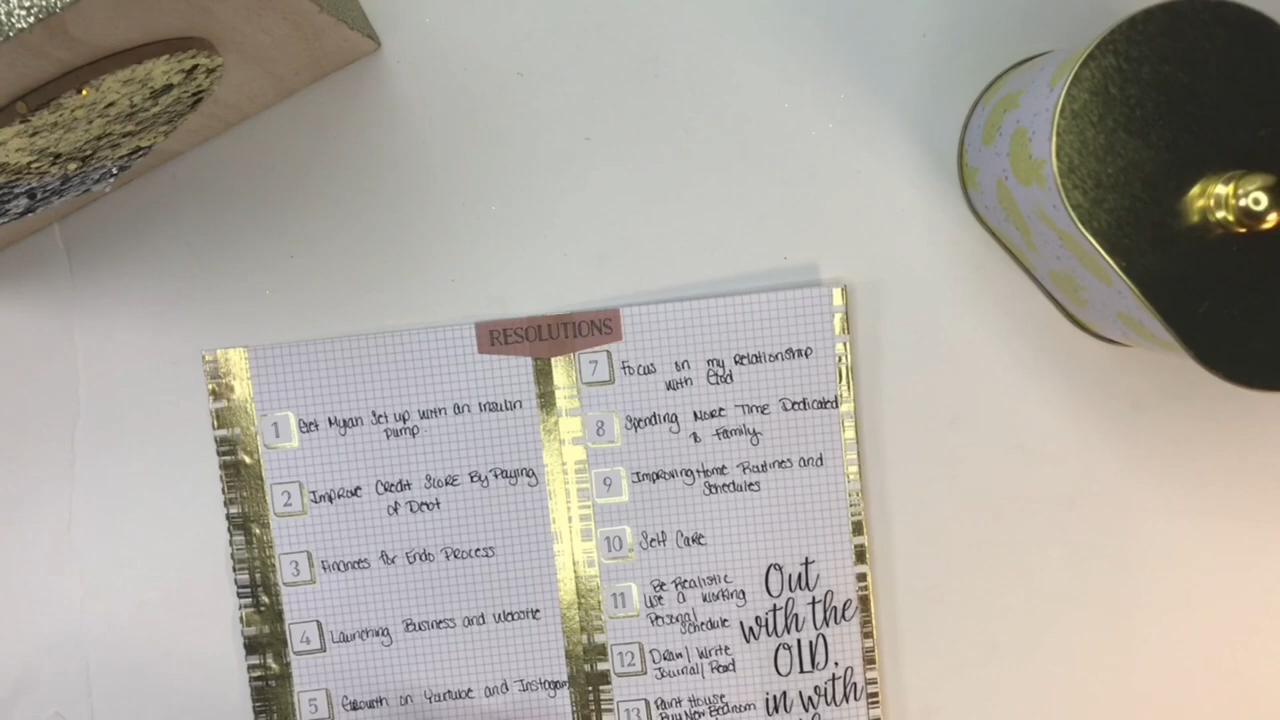 RESOLUTIONS
1 Get Myan Set up with an Insulin
pump.
2 Improve Credit Score By Paying
of Debt
3 Finances for Endo Process
4 Launching Business and Website
5 Growth on Youtube and Instagram
7 Focus on my Relationship
with God
8 Spending More Time Dedicated
to Family
9 Improving Home Routines and
Schedules
10 Self Care
11 Be Realistic
Use a working
Personal
Schedule
12 Draw/ Write
Journal/ Read
13 Paint House
Buy New Bedroom
Out
with the
OLD,
in with